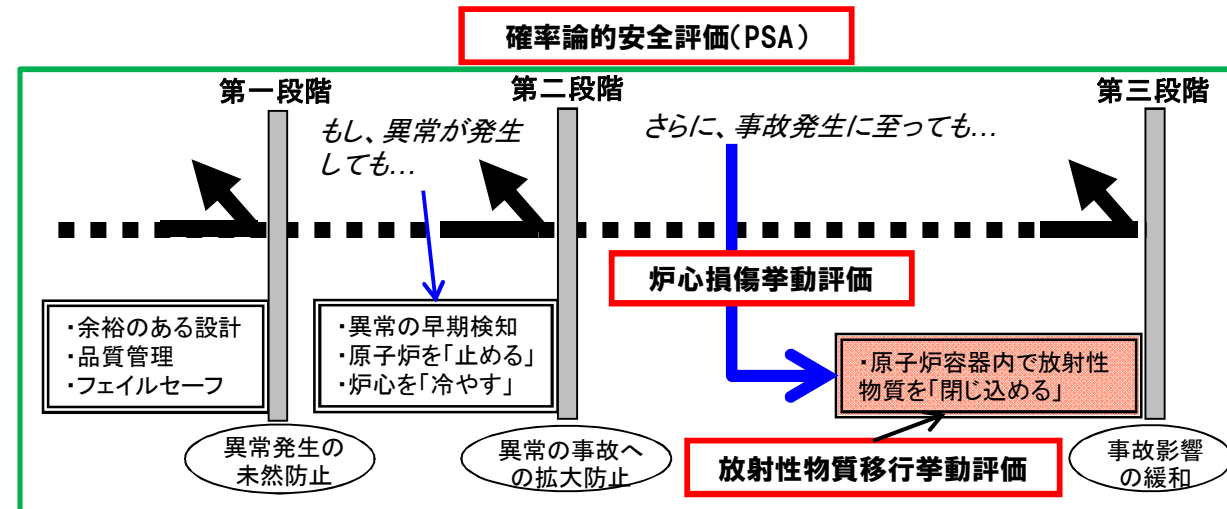 確率論的安全評価(PSA)
第一段階
第二段階
第三段階
もし、異常が発生
しても…
さらに、事故発生に至っても…
炉心損傷挙動評価
・余裕のある設計
・品質管理
・フェイルセーフ
・異常の早期検知
・原子炉を「止める」
・炉心を「冷やす」
・原子炉容器内で放射性
物質を「閉じ込める」
異常発生の
未然防止
異常の事故へ
の拡大防止
放射性物質移行挙動評価
事故影響
の緩和